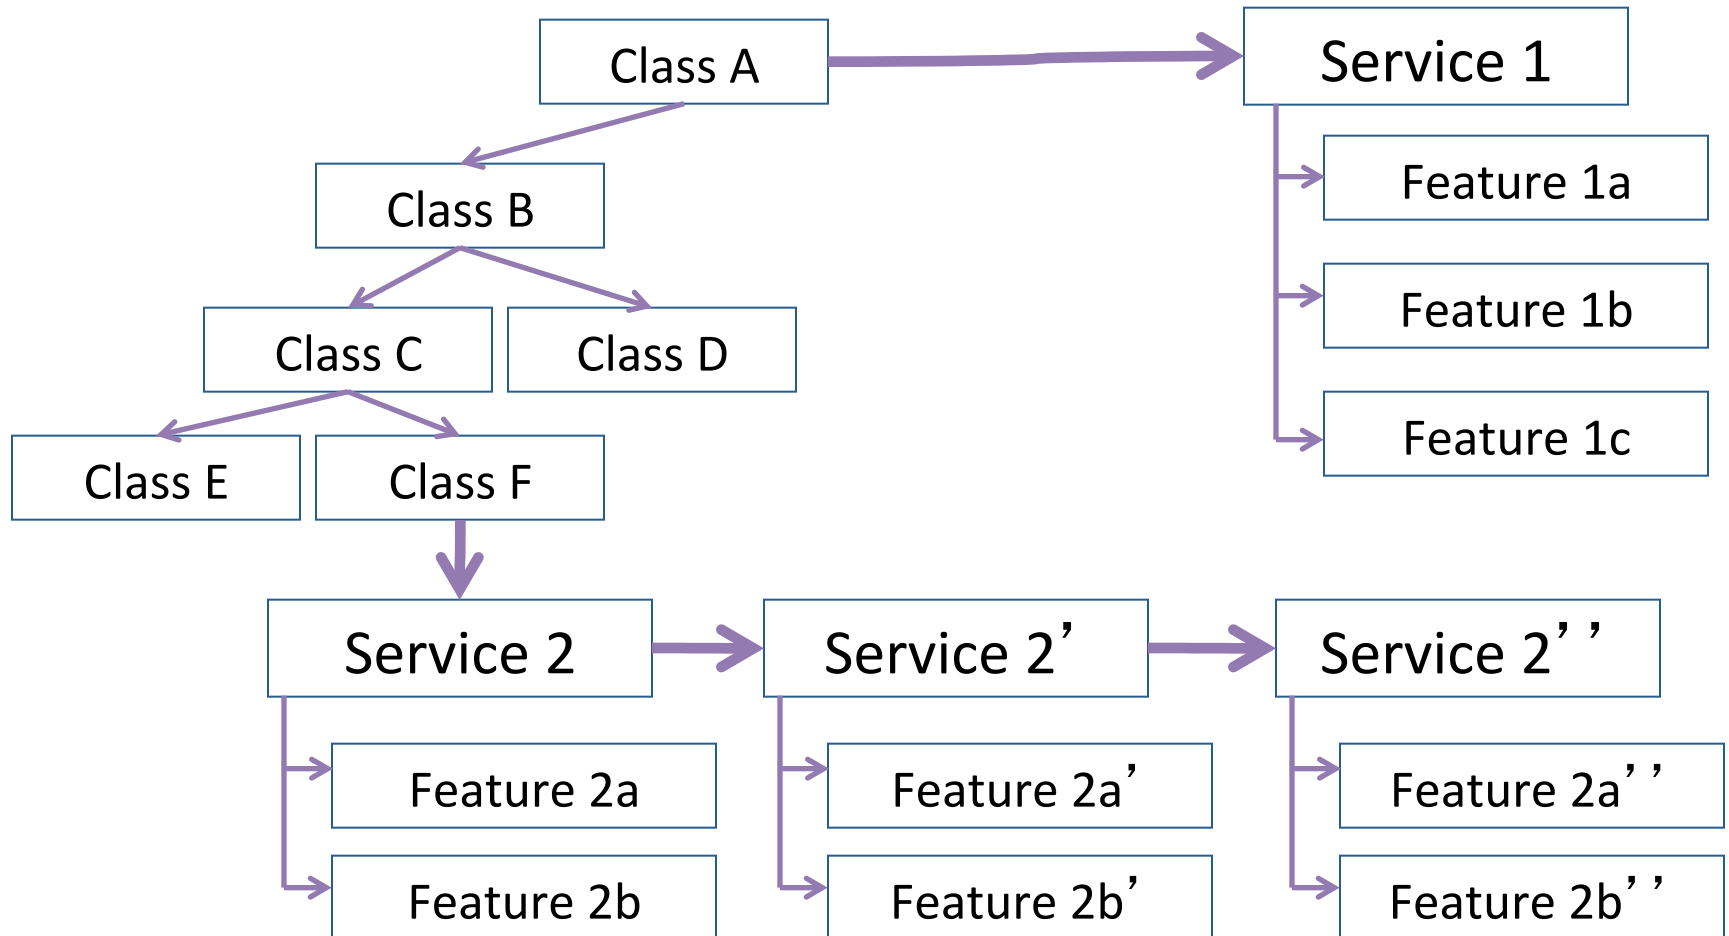 Class A
Service 1
Class B
Feature 1a
Class C
Class D
Feature 1b
Class E
Class F
Feature 1c
Service 2
Service 2’
Service 2’’
Feature 2a
Feature 2a’
Feature 2a’’
Feature 2b
Feature 2b’
Feature 2b’’